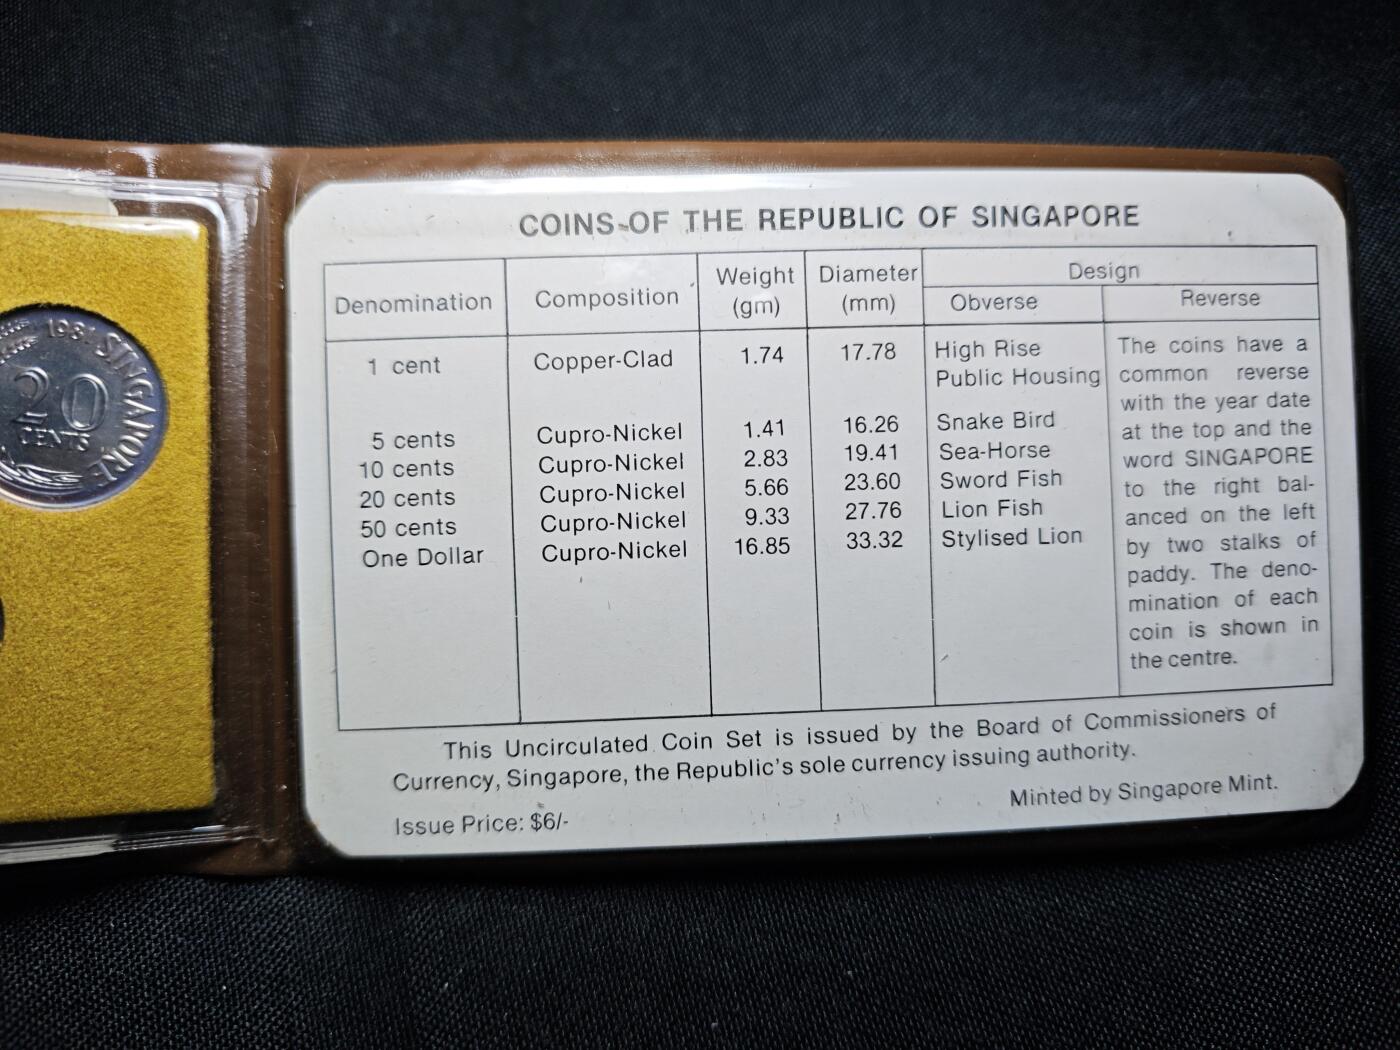 1981 SINGAPORE
20
CENTS
COINS OF THE REPUBLIC OF SINGAPORE
Denomination Composition Weight (gm) Diameter (mm) Design
Obverse Reverse
1 cent Copper-Clad 1.74 17.78 High Rise Public Housing
5 cents Cupro-Nickel 1.41 16.26 Snake Bird
10 cents Cupro-Nickel 2.83 19.41 Sea-Horse
20 cents Cupro-Nickel 5.66 23.60 Sword Fish
50 cents Cupro-Nickel 9.33 27.76 Lion Fish
One Dollar Cupro-Nickel 16.85 33.32 Stylised Lion
The coins have a
common reverse
with the year date
at the top and the
word SINGAPORE
to the right bal-
anced on the left
by two stalks of
paddy. The deno-
mination of each
coin is shown in
the centre.
This Uncirculated Coin Set is issued by the Board of Commissioners of
Currency, Singapore, the Republic's sole currency issuing authority.
Minted by Singapore Mint.
Issue Price: $6/-